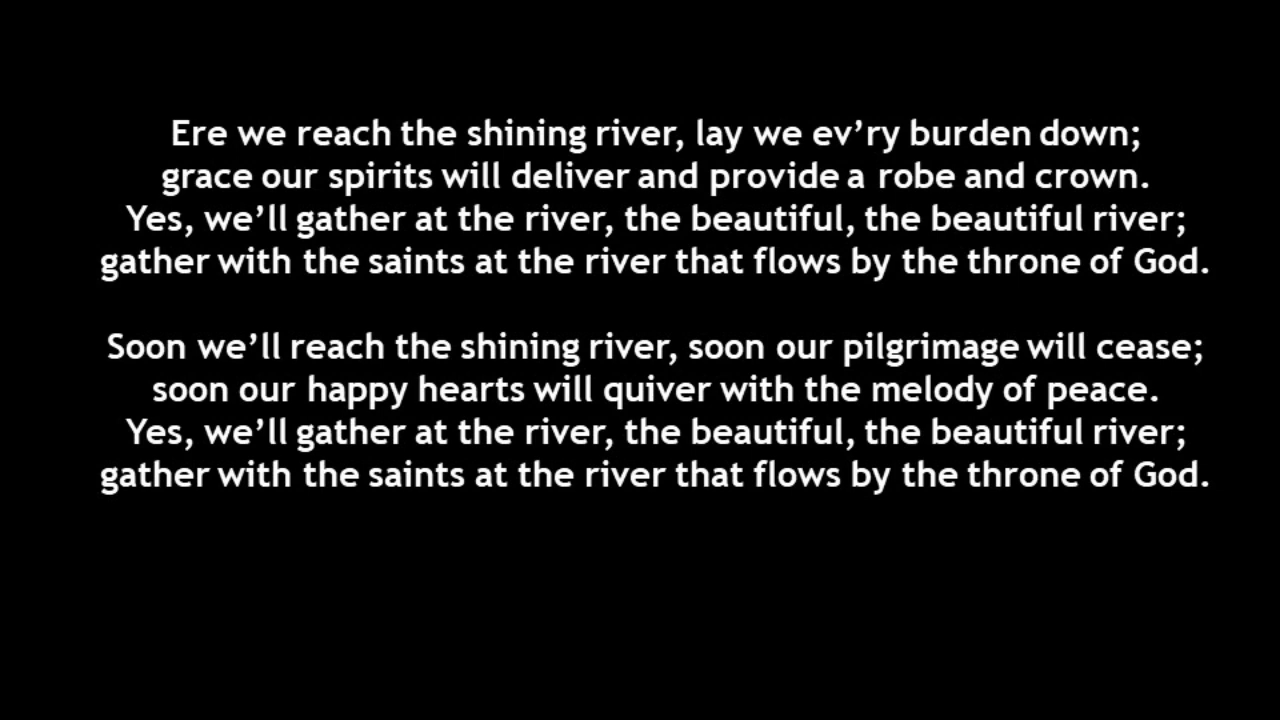 Ere we reach the shining river, lay we ev’ry burden down;
grace our spirits will deliver and provide a robe and crown.
Yes, we’ll gather at the river, the beautiful, the beautiful river;
gather with the saints at the river that flows by the throne of God.
Soon we’ll reach the shining river, soon our pilgrimage will cease;
soon our happy hearts will quiver with the melody of peace.
Yes, we’ll gather at the river, the beautiful, the beautiful river;
gather with the saints at the river that flows by the throne of God.